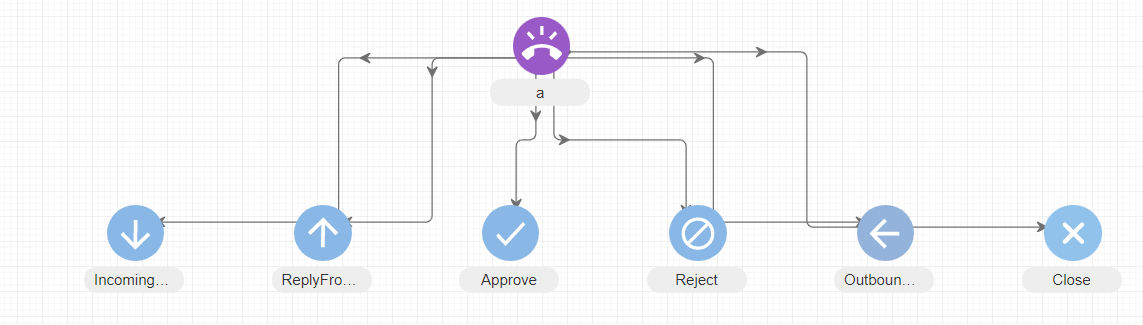 a
Incoming...
ReplyFro...
Approve
Reject
Outboun...
Close